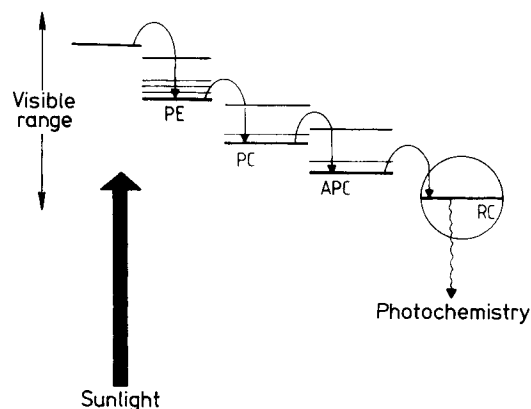 Visible
range
PE
PC
APC
RC
Photochemistry
Sunlight